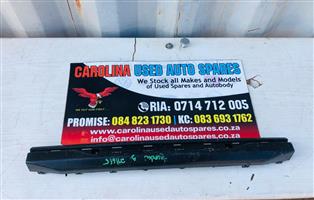 CAROLINA USED AUTO SPARES
We Stock all Makes and Models
of Used Spares and Autobody
RIA: 0714 712 005
PROMISE: 084 823 1730 | KC: 083 693 1762
www.carolinausedautospares.co.za
info@carolinausedautospares.co.za